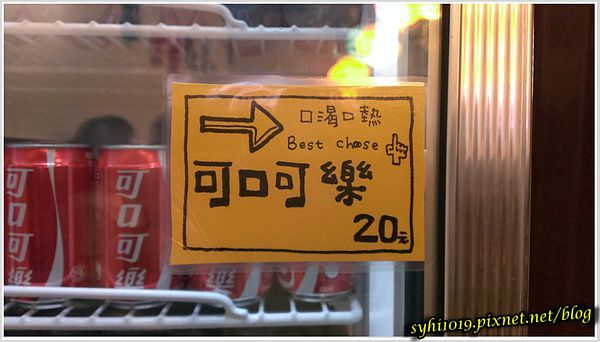 口渴口熱
Best choose
可口可樂
20元
可口可樂
可口可樂
syhi1019.pixnet.net/blog